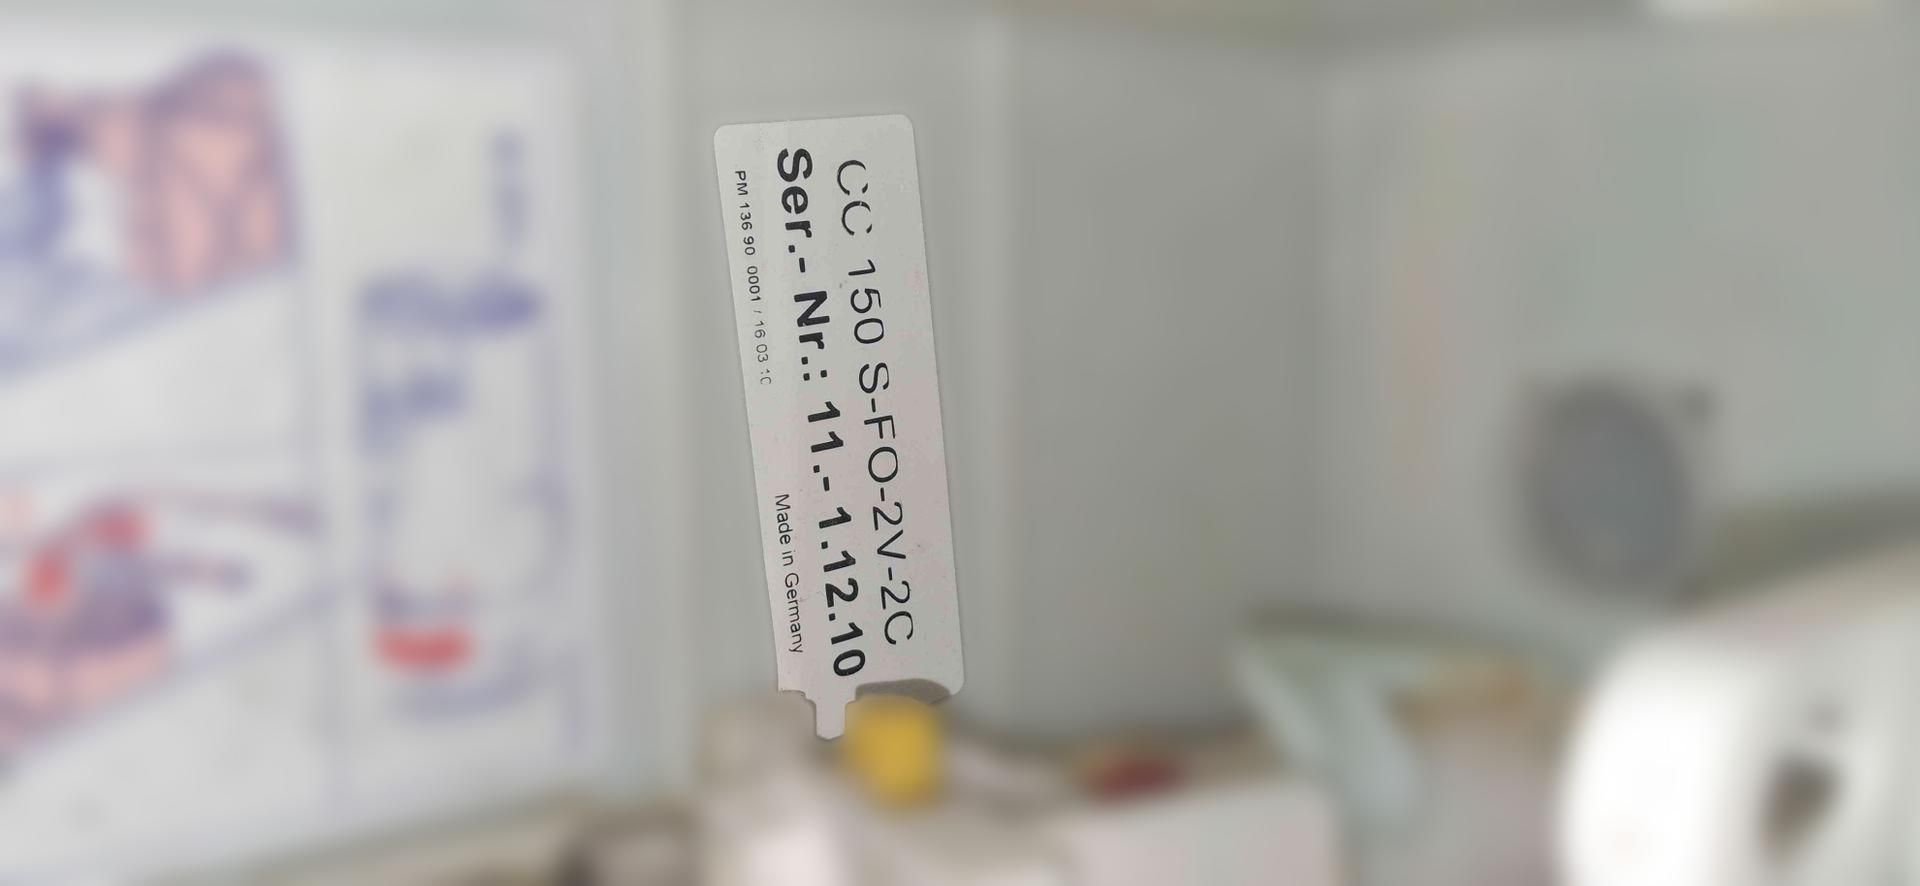 CC 150 S-FO-2V-2C
Ser.- Nr.: 11.- 1.12.10
PM 136 90 0001 / 16 03 10 Made in Germany